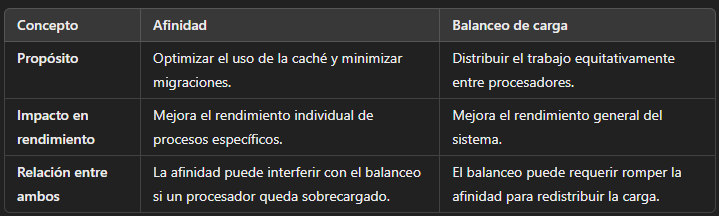 Concepto Afinidad Balanceo de carga
Propósito Optimizar el uso de la caché y minimizar Distribuir el trabajo equitativamente
migraciones. entre procesadores.
Impacto en Mejora el rendimiento individual de Mejora el rendimiento general del
rendimiento procesos específicos. sistema.
Relación entre La afinidad puede interferir con el balanceo El balanceo puede requerir romper la
ambos si un procesador queda sobrecargado. afinidad para redistribuir la carga.